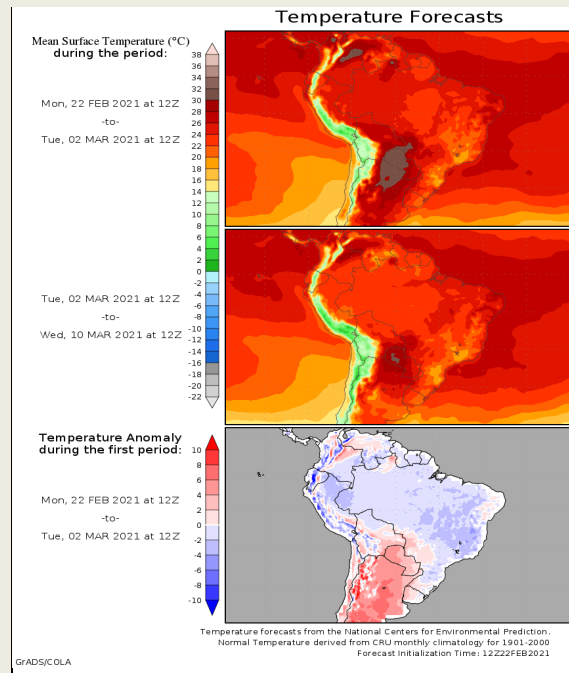 Temperature Forecasts
Mean Surface Temperature (°C)
during the period:
38
36
34
32
30
28
26
24
22
20
18
16
14
12
10
8
6
4
2
0
-2
-4
-6
-8
-10
-12
-14
-16
-18
-20
-22
Mon, 22 FEB 2021 at 12Z
-to-
Tue, 02 MAR 2021 at 12Z
Tue, 02 MAR 2021 at 12Z
-to-
Wed, 10 MAR 2021 at 12Z
Temperature Anomaly
during the first period:
10
8
6
4
2
0
-2
-4
-6
-8
-10
Mon, 22 FEB 2021 at 12Z
-to-
Tue, 02 MAR 2021 at 12Z
Temperature forecasts from the National Centers for Environmental Prediction.
Normal Temperature derived from CRU monthly climatology for 1901-2000
Forecast Initialization Time: 12Z22FEB2021
GrADS/COLA